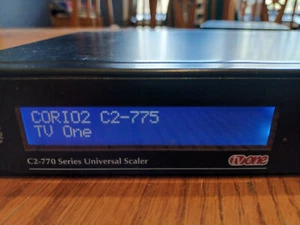 CORIO2 C2-775
TV One
C2-770 Series Universal Scaler
tvone